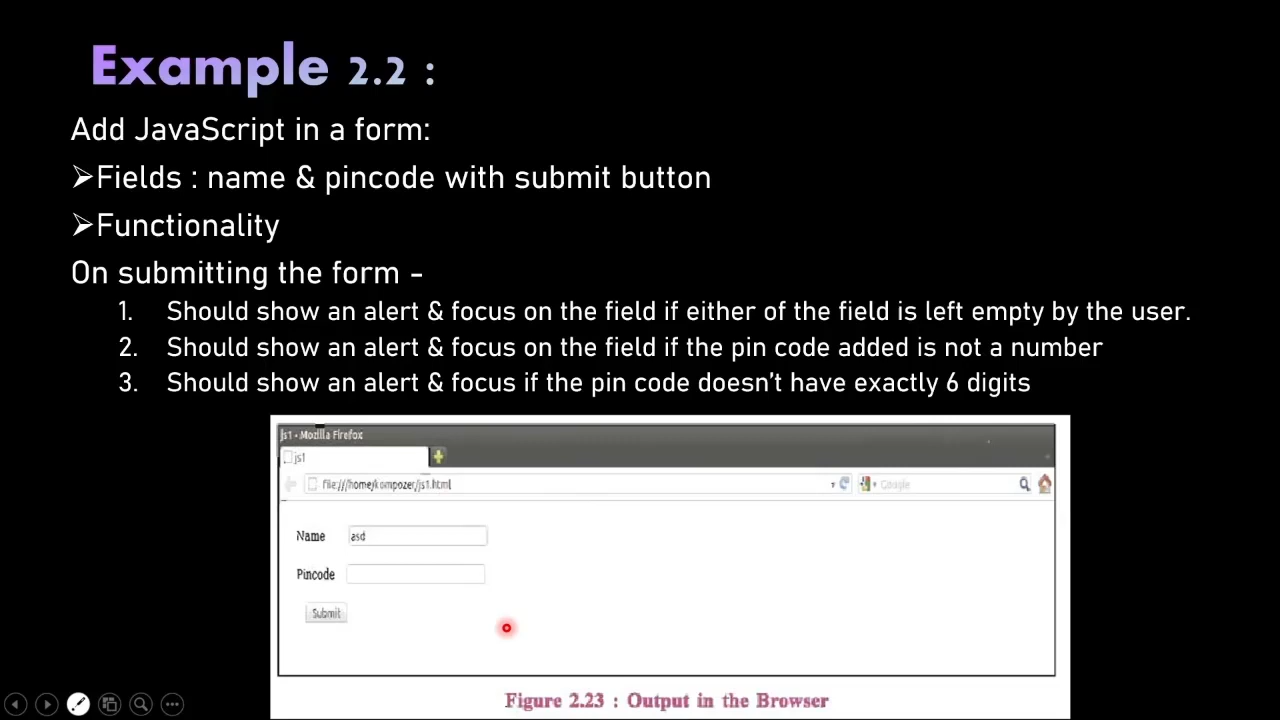 Example 2.2 :
Add JavaScript in a form:
➢Fields : name & pincode with submit button
➢Functionality
On submitting the form -
1. Should show an alert & focus on the field if either of the field is left empty by the user.
2. Should show an alert & focus on the field if the pin code added is not a number
3. Should show an alert & focus if the pin code doesn't have exactly 6 digits
js1 - Mozilla Firefox
js1
file:///home/kompozer/js1.html
Google
Name asd
Pincode
Submit
Figure 2.23 : Output in the Browser